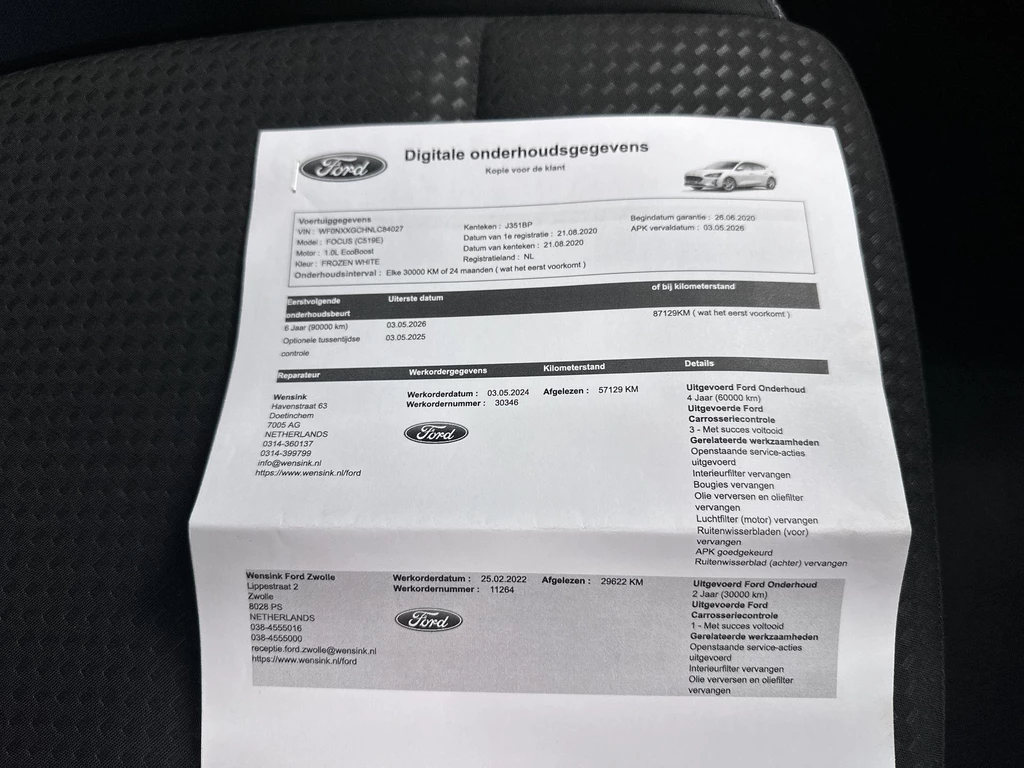 Ford
Digitale onderhoudsgegevens
Kopie voor de klant
Voertuiggegevens
VIN : WF0NXXGCHNLC84027
Model : FOCUS (C519E)
Motor : 1.0L EcoBoost
Kleur : FROZEN WHITE
Kenteken : J351BP
Datum van 1e registratie : 21.08.2020
Datum van kenteken : 21.08.2020
Registratieland : NL
Begindatum garantie : 26.06.2020
APK vervaldatum : 03.05.2026
Onderhoudsinterval : Elke 30000 KM of 24 maanden ( wat het eerst voorkomt )
Eerstvolgende onderhoudsbeurt Uiterste datum of bij kilometerstand
6 Jaar (90000 km) 03.05.2026 87129KM ( wat het eerst voorkomt )
Optionele tussentijdse controle 03.05.2025
Reparateur Werkordergegevens Kilometerstand Details
Wensink
Havenstraat 63
Doetinchem
7005 AG
NETHERLANDS
0314-360137
0314-399799
info@wensink.nl
https://www.wensink.nl/ford
Werkorderdatum : 03.05.2024
Werkordernummer : 30346
Ford
Afgelezen : 57129 KM
Uitgevoerd Ford Onderhoud
4 Jaar (60000 km)
Uitgevoerde Ford
Carrosseriecontrole
3 - Met succes voltooid
Gerelateerde werkzaamheden
Openstaande service-acties
uitgevoerd
Interieurfilter vervangen
Bougies vervangen
Olie verversen en oliefilter
vervangen
Luchtfilter (motor) vervangen
Ruitenwisserbladen (voor)
vervangen
APK goedgekeurd
Ruitenwisserblad (achter) vervangen
Wensink Ford Zwolle
Lippestraat 2
Zwolle
8028 PS
NETHERLANDS
038-4555016
038-4555000
receptie.ford.zwolle@wensink.nl
https://www.wensink.nl/ford
Werkorderdatum : 25.02.2022
Werkordernummer : 11264
Ford
Afgelezen : 29622 KM
Uitgevoerd Ford Onderhoud
2 Jaar (30000 km)
Uitgevoerde Ford
Carrosseriecontrole
1 - Met succes voltooid
Gerelateerde werkzaamheden
Openstaande service-acties
uitgevoerd
Interieurfilter vervangen
Olie verversen en oliefilter
vervangen